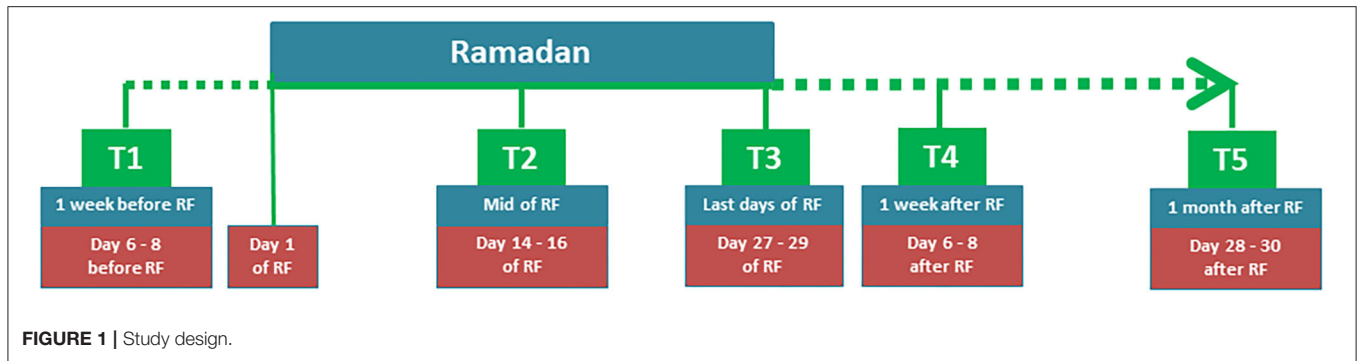 Ramadan
T1
1 week before RF
Day 6 - 8
before RF
Day 1
of RF
T2
Mid of RF
Day 14 - 16
of RF
T3
Last days of RF
Day 27 - 29
of RF
T4
1 week after RF
Day 6 - 8
after RF
T5
1 month after RF
Day 28 - 30
after RF
FIGURE 1 | Study design.